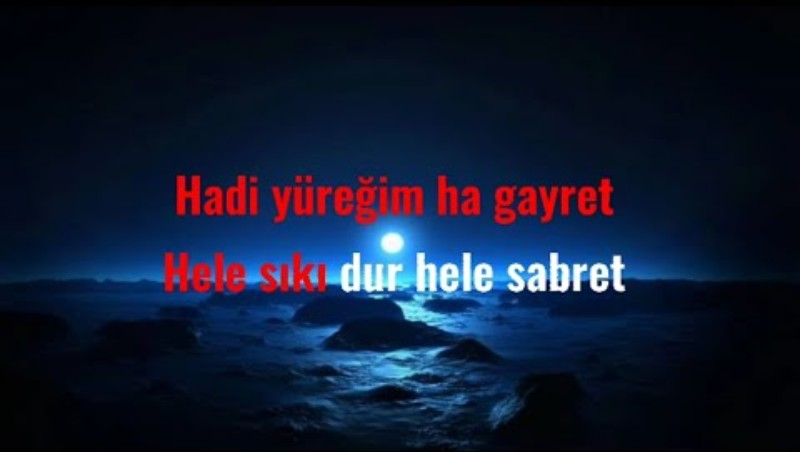 Hadi yüreğim ha gayret
Hele sıkı dur hele sabret